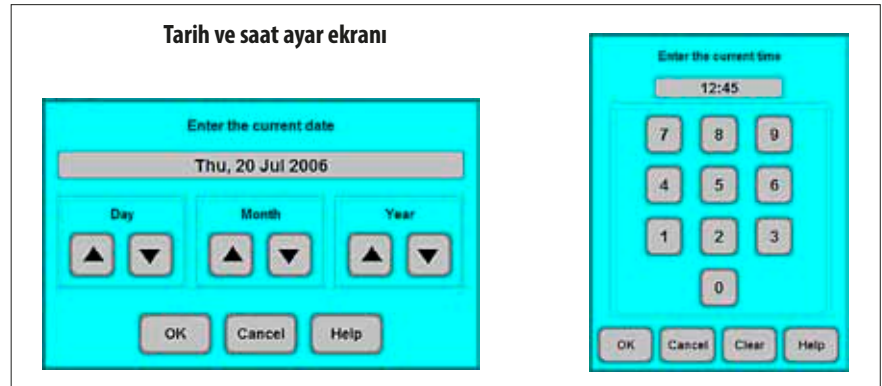 Tarih ve saat ayar ekranı
Enter the current date
Thu, 20 Jul 2006
Day Month Year
OK Cancel Help
Enter the current time
12:45
7 8 9
4 5 6
1 2 3
0
OK Cancel Clear Help